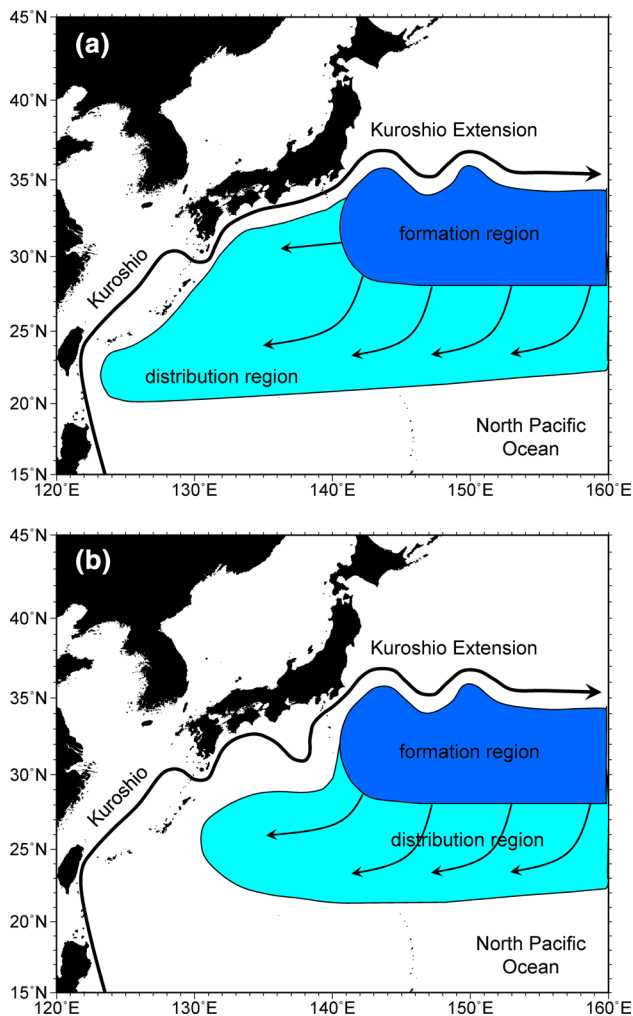 45°N
(a)
40°N
Kuroshio Extension
35°N
formation region
30°N
Kuroshio
25°N
distribution region
20°N
North Pacific
Ocean
15°N
120°E 130°E 140°E 150°E 160°E
45°N
(b)
40°N
Kuroshio Extension
35°N
formation region
30°N
Kuroshio
distribution region
25°N
20°N
North Pacific
Ocean
15°N
120°E 130°E 140°E 150°E 160°E